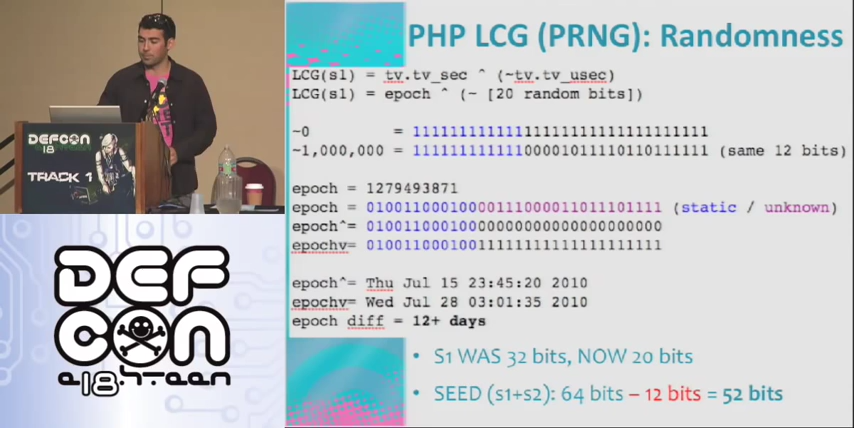 DEFCON
18
TRACK 1
PHP LCG (PRNG): Randomness
LCG(s1) = tv.tv_sec ^ (~tv.tv_usec)
LCG(s1) = epoch ^ (~ [20 random bits])
~0 = 11111111111111111111111111111111
~1,000,000 = 11111111111100001011110110111111 (same 12 bits)
epoch = 1279493871
epoch = 01001100010000111000011011101111 (static / unknown)
epoch^= 01001100010000000000000000000000
epochv= 01001100010011111111111111111111
epoch^= Thu Jul 15 23:45:20 2010
epochv= Wed Jul 28 03:01:35 2010
epoch diff = 12+ days
• S1 WAS 32 bits, NOW 20 bits
• SEED (s1+s2): 64 bits – 12 bits = 52 bits
DEF
CON
e18.hteen